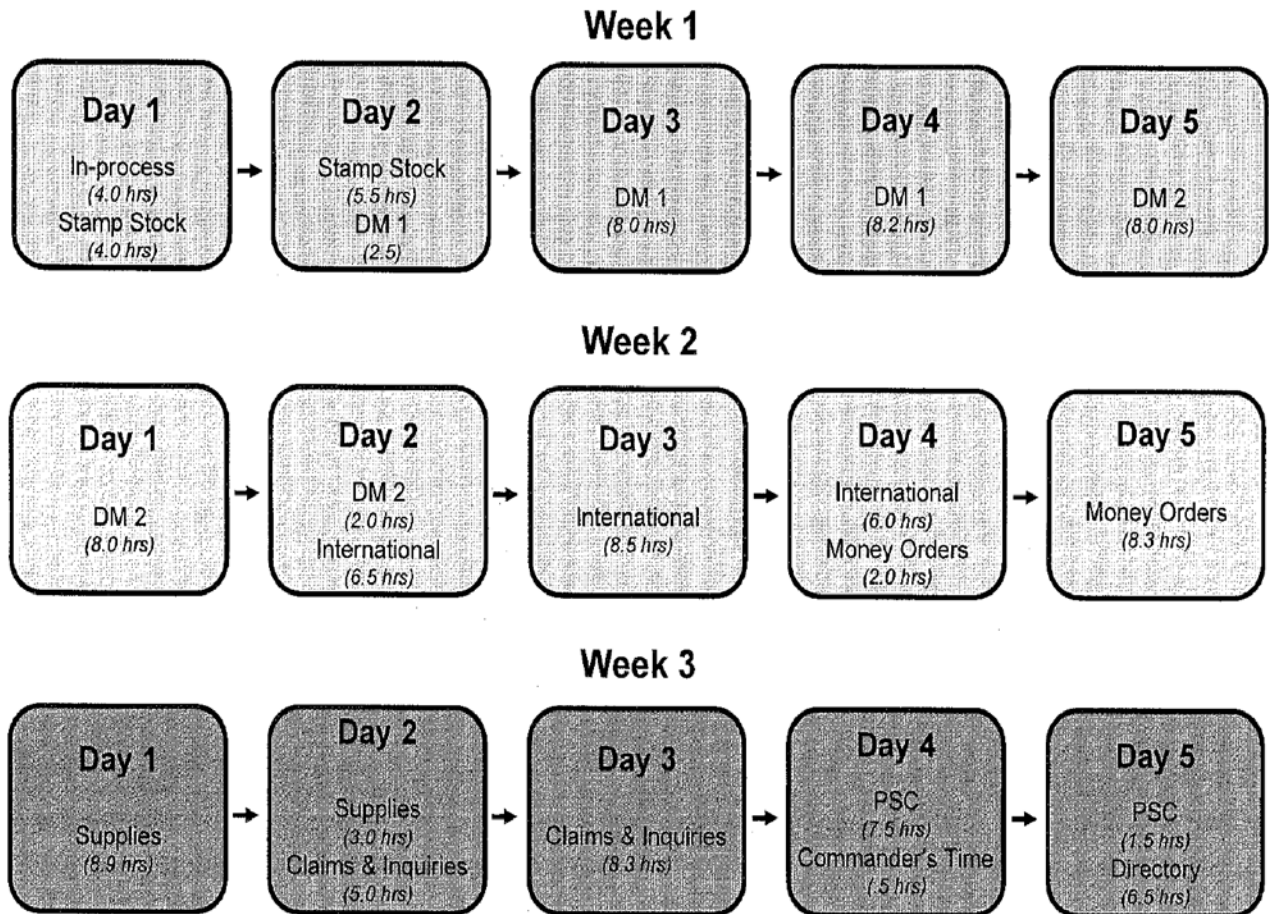 Week 1
Day 1
In-process
(4.0 hrs)
Stamp Stock
(4.0 hrs)
Day 2
Stamp Stock
(5.5 hrs)
DM 1
(2.5)
Day 3
DM 1
(8.0 hrs)
Day 4
DM 1
(8.2 hrs)
Day 5
DM 2
(8.0 hrs)
Week 2
Day 1
DM 2
(8.0 hrs)
Day 2
DM 2
(2.0 hrs)
International
(6.5 hrs)
Day 3
International
(8.5 hrs)
Day 4
International
(6.0 hrs)
Money Orders
(2.0 hrs)
Day 5
Money Orders
(8.3 hrs)
Week 3
Day 1
Supplies
(8.9 hrs)
Day 2
Supplies
(3.0 hrs)
Claims & Inquiries
(5.0 hrs)
Day 3
Claims & Inquiries
(8.3 hrs)
Day 4
PSC
(7.5 hrs)
Commander's Time
(.5 hrs)
Day 5
PSC
(1.5 hrs)
Directory
(6.5 hrs)